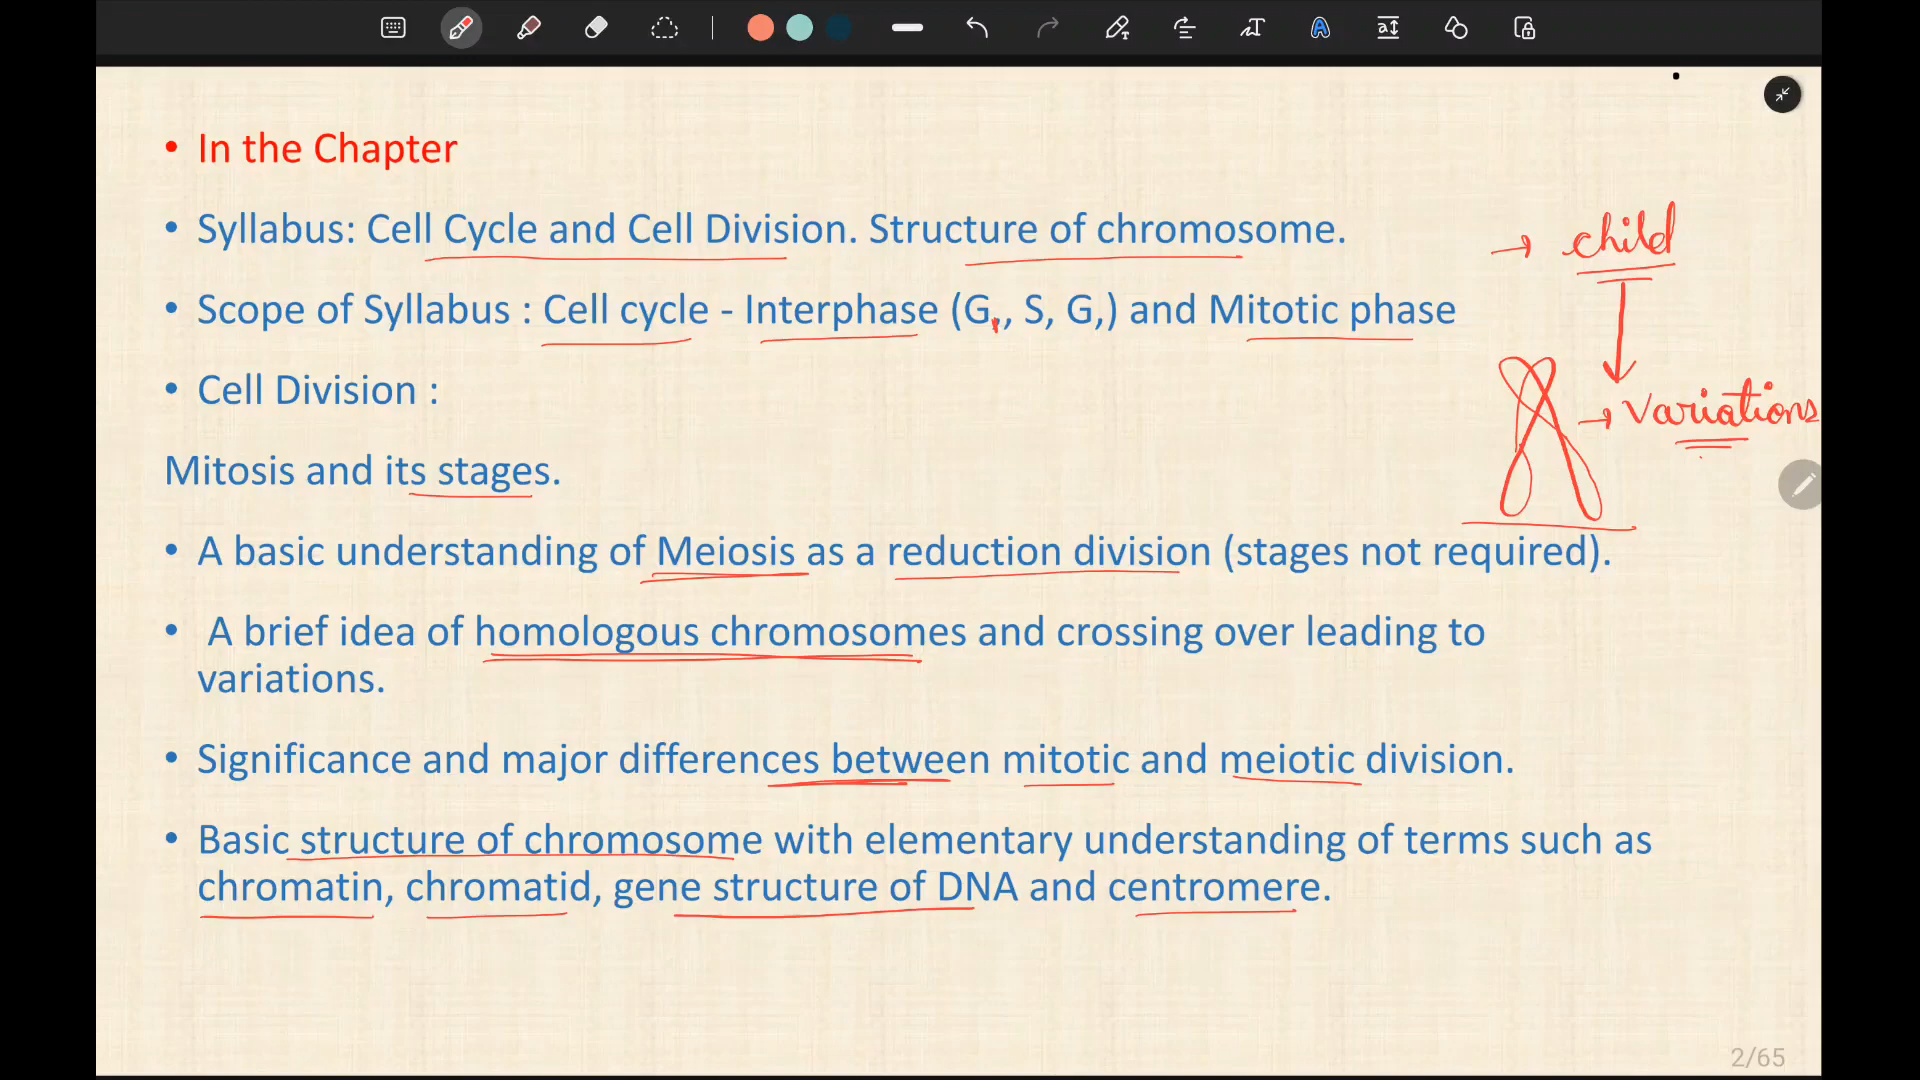 • In the Chapter
• Syllabus: Cell Cycle and Cell Division. Structure of chromosome.
→ child
• Scope of Syllabus : Cell cycle - Interphase (G,, S, G,) and Mitotic phase
• Cell Division :
→ variations
Mitosis and its stages.
• A basic understanding of Meiosis as a reduction division (stages not required).
• A brief idea of homologous chromosomes and crossing over leading to
variations.
• Significance and major differences between mitotic and meiotic division.
• Basic structure of chromosome with elementary understanding of terms such as
chromatin, chromatid, gene structure of DNA and centromere.
2/65